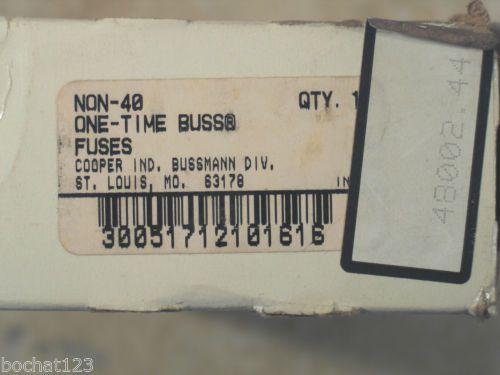 NON-40 QTY. 1
ONE-TIME BUSS®
FUSES
COOPER IND. BUSSMANN DIV.
ST. LOUIS, MO. 63178 IN
30051712101616
48002.44
bochat123